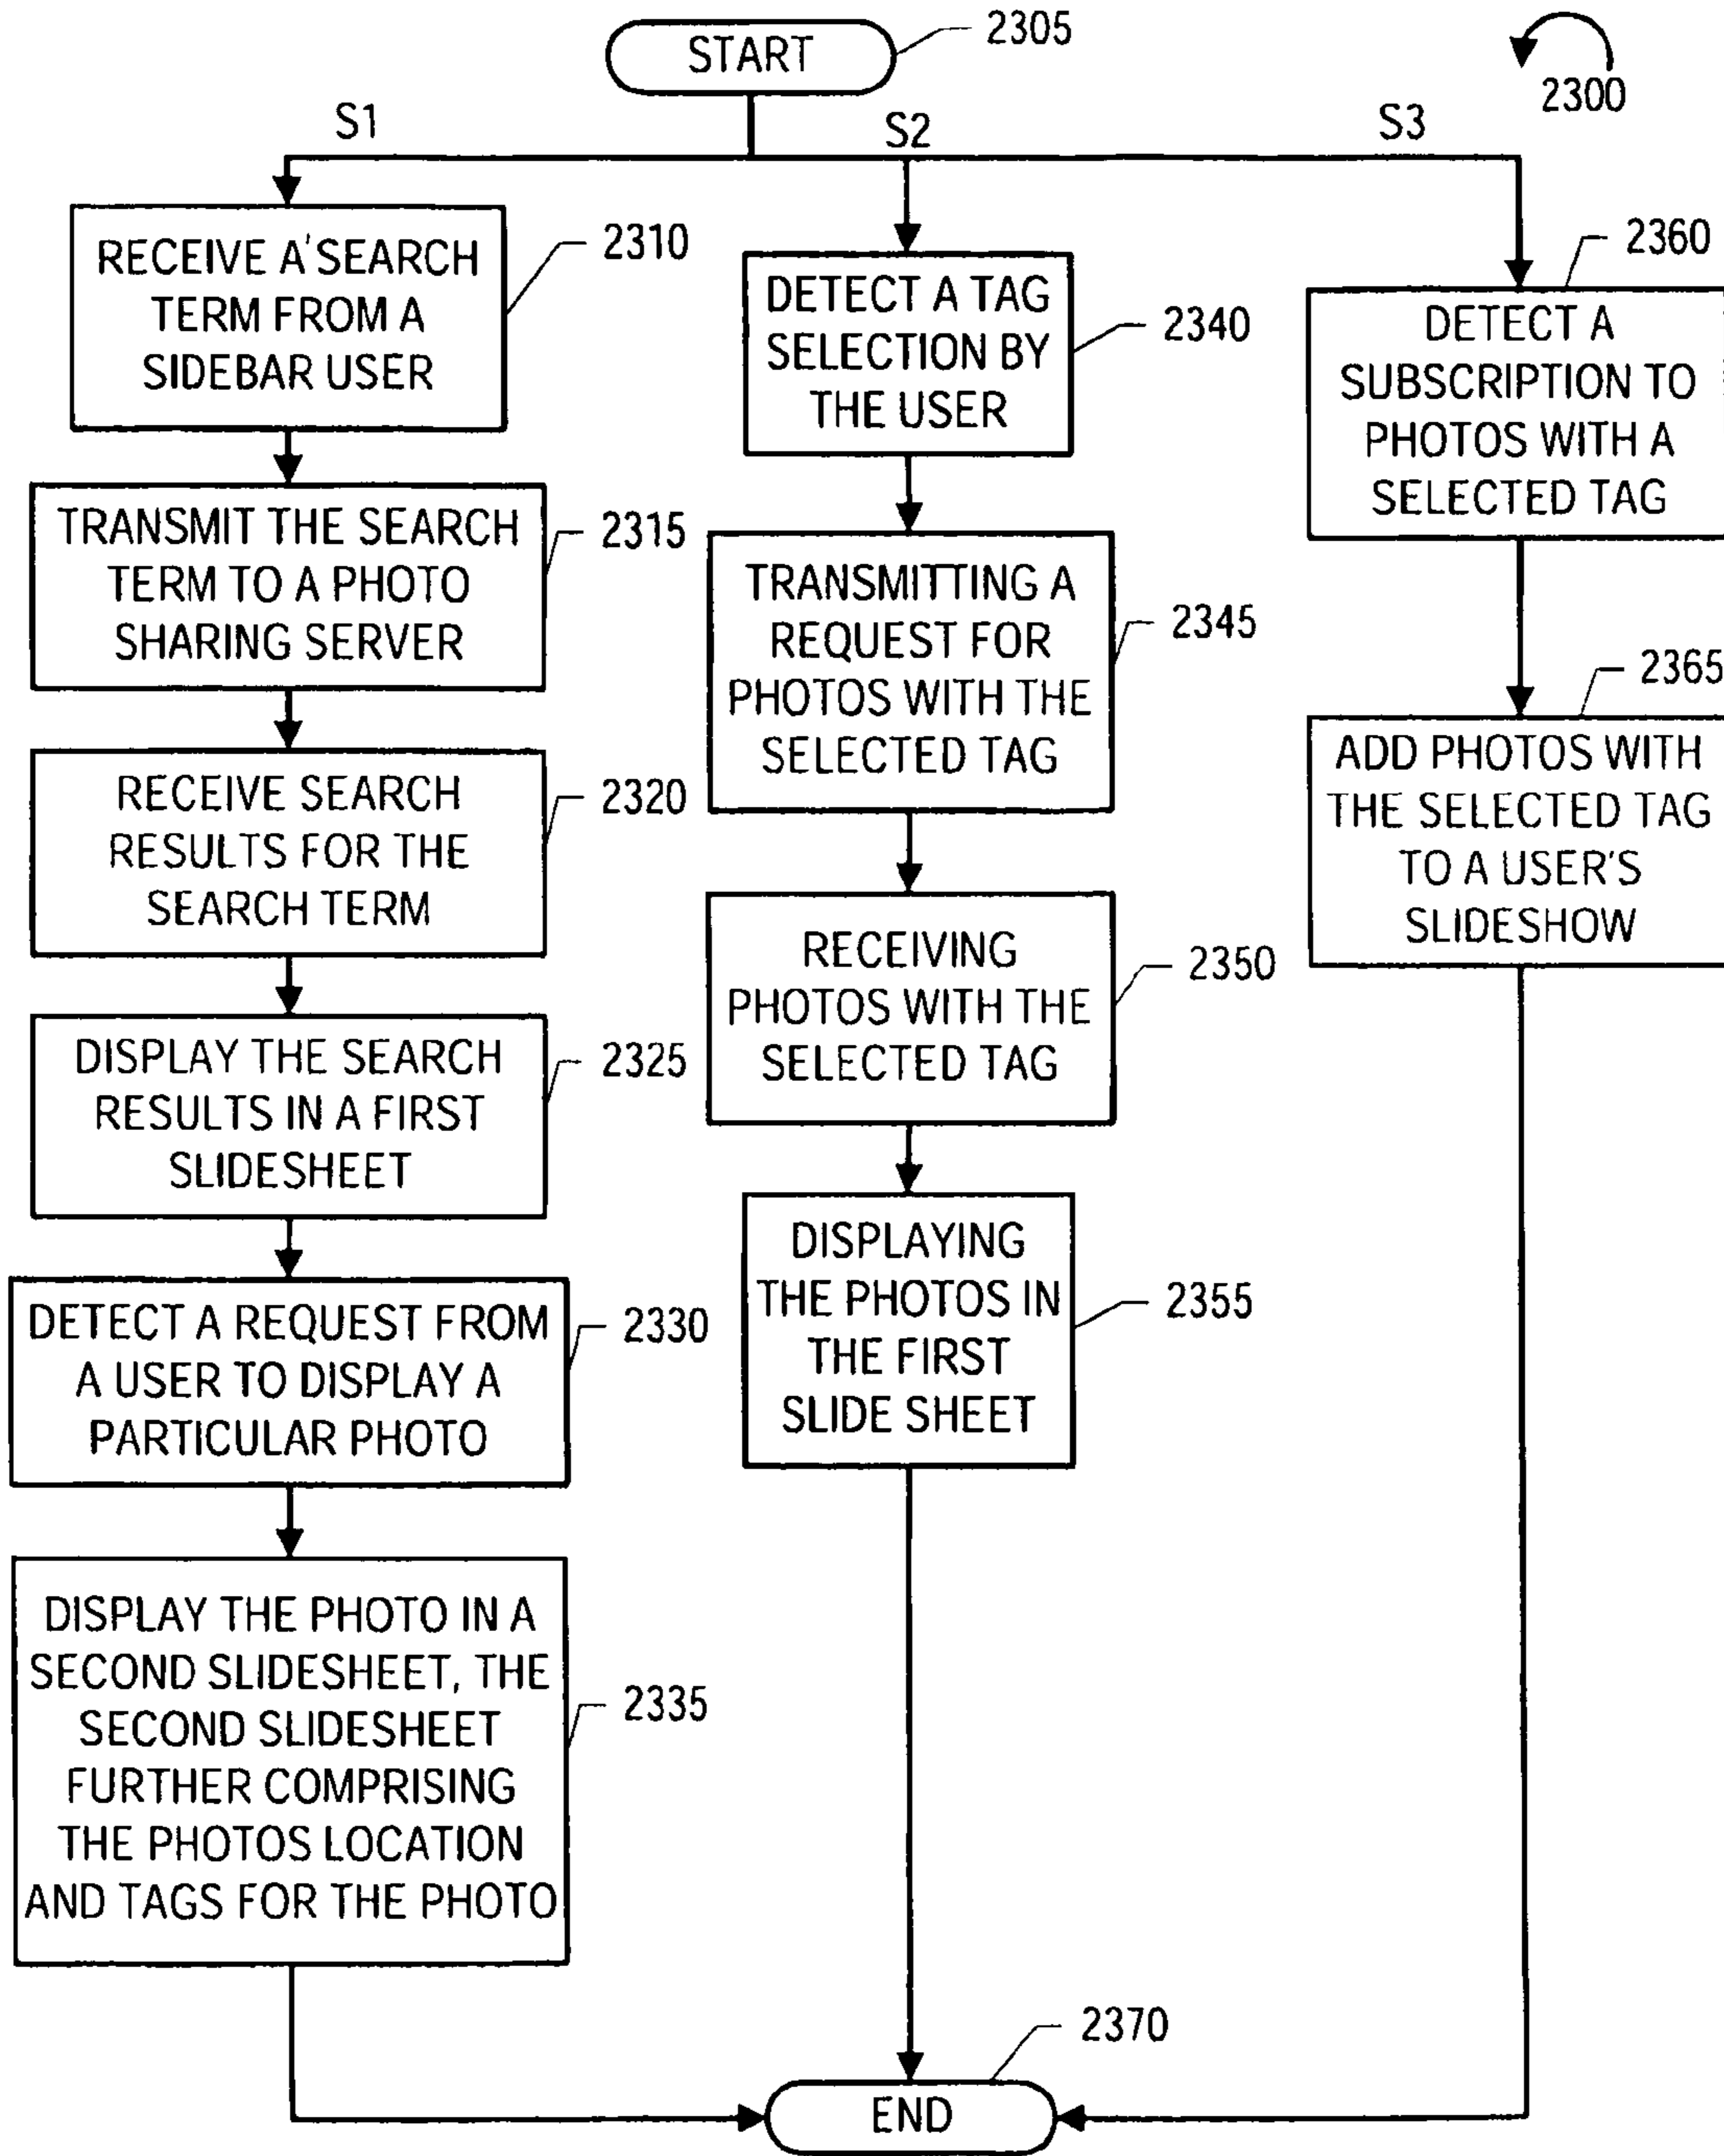 START
2305
2300
S1
S2
S3
RECEIVE A'SEARCH
TERM FROM A
SIDEBAR USER
2310
TRANSMIT THE SEARCH
TERM TO A PHOTO
SHARING SERVER
2315
RECEIVE SEARCH
RESULTS FOR THE
SEARCH TERM
2320
DISPLAY THE SEARCH
RESULTS IN A FIRST
SLIDESHEET
2325
DETECT A REQUEST FROM
A USER TO DISPLAY A
PARTICULAR PHOTO
2330
DISPLAY THE PHOTO IN A
SECOND SLIDESHEET, THE
SECOND SLIDESHEET
FURTHER COMPRISING
THE PHOTOS LOCATION
AND TAGS FOR THE PHOTO
2335
DETECT A TAG
SELECTION BY
THE USER
2340
TRANSMITTING A
REQUEST FOR
PHOTOS WITH THE
SELECTED TAG
2345
RECEIVING
PHOTOS WITH THE
SELECTED TAG
2350
DISPLAYING
THE PHOTOS IN
THE FIRST
SLIDE SHEET
2355
DETECT A
SUBSCRIPTION TO
PHOTOS WITH A
SELECTED TAG
2360
ADD PHOTOS WITH
THE SELECTED TAG
TO A USER'S
SLIDESHOW
2365
END
2370